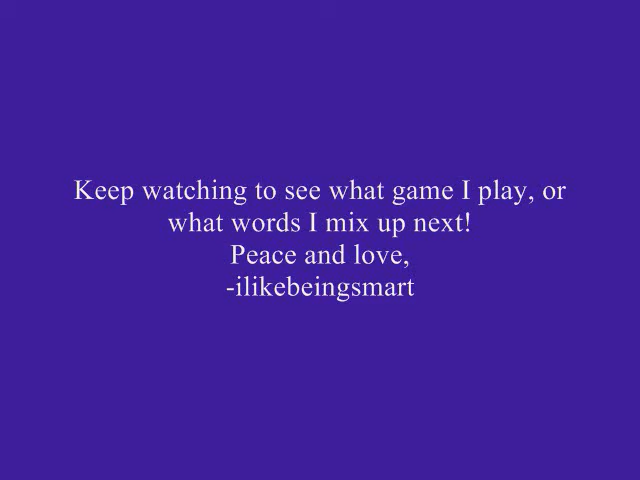 Keep watching to see what game I play, or
what words I mix up next!
Peace and love,
-ilikebeingsmart